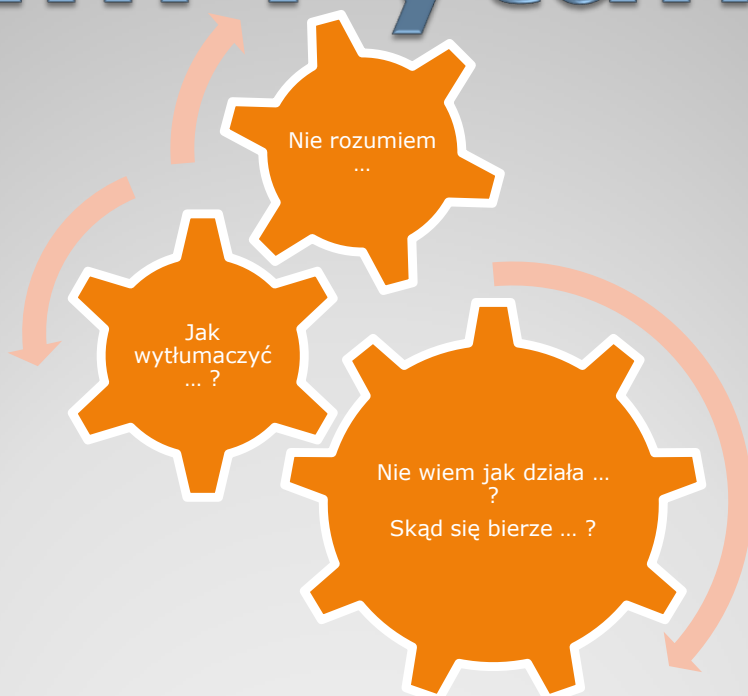 Nie rozumiem
...
Jak
wytłumaczyć
... ?
Nie wiem jak działa ...
?
Skąd się bierze ... ?